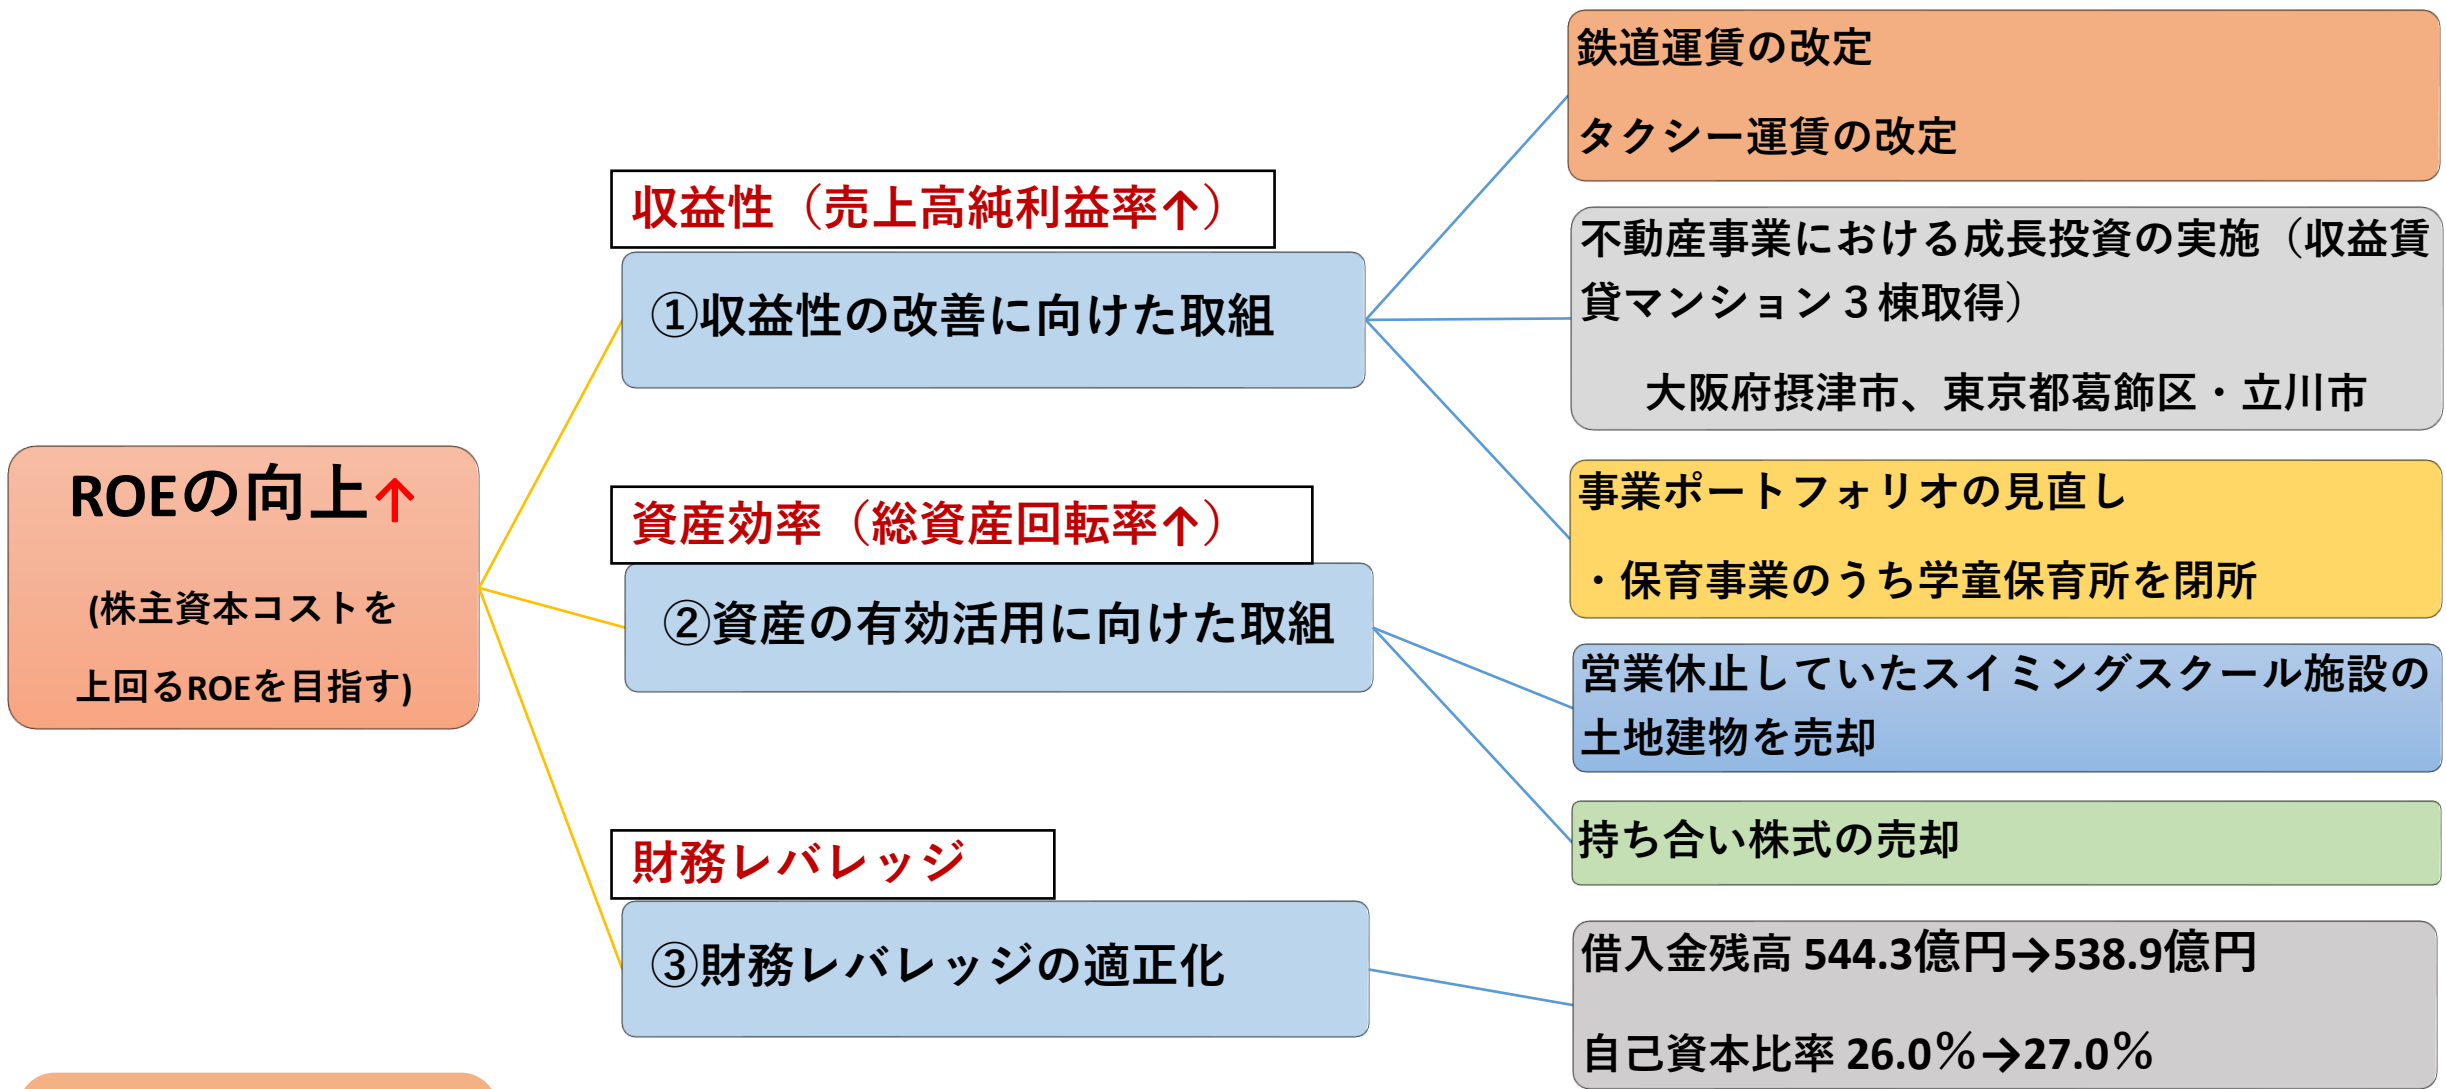 ROEの向上↑
(株主資本コストを
上回るROEを目指す)
収益性（売上高純利益率↑）
①収益性の改善に向けた取組
鉄道運賃の改定
タクシー運賃の改定
不動産事業における成長投資の実施（収益賃
貸マンション３棟取得）
大阪府摂津市、東京都葛飾区・立川市
事業ポートフォリオの見直し
・保育事業のうち学童保育所を閉所
資産効率（総資産回転率↑）
②資産の有効活用に向けた取組
営業休止していたスイミングスクール施設の
土地建物を売却
持ち合い株式の売却
財務レバレッジ
③財務レバレッジの適正化
借入金残高 544.3億円→538.9億円
自己資本比率 26.0％→27.0％